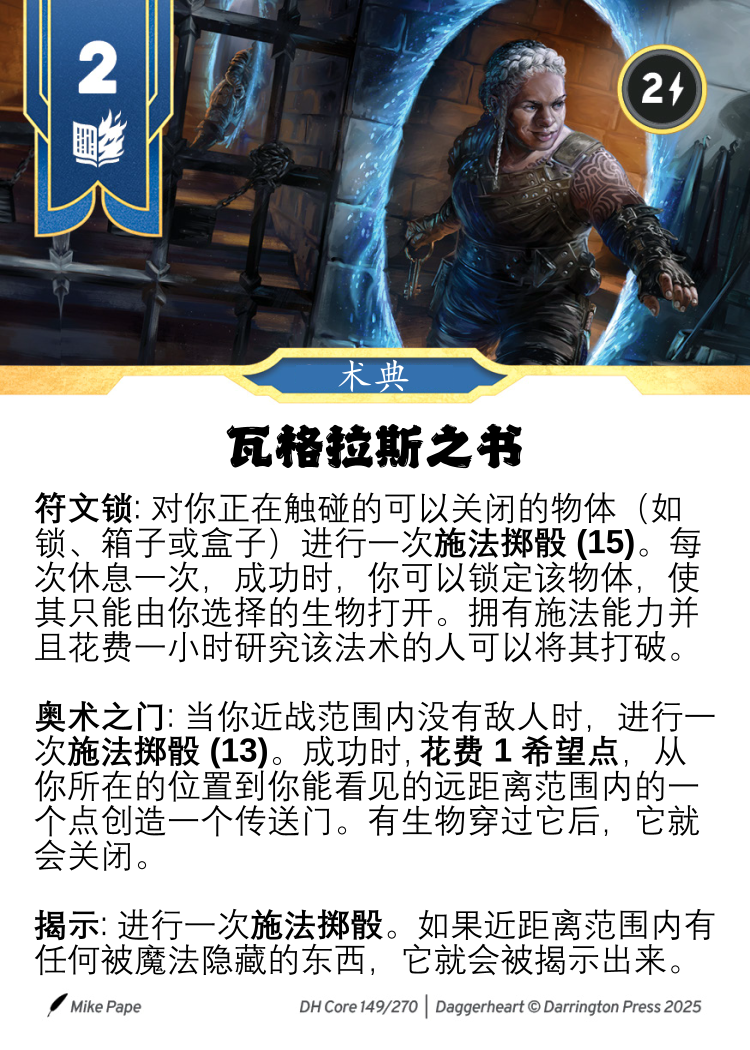 2
2
术典
瓦格拉斯之书
符文锁: 对你正在触碰的可以关闭的物体（如
锁、箱子或盒子）进行一次施法掷骰 (15)。每
次休息一次，成功时，你可以锁定该物体，使
其只能由你选择的生物打开。拥有施法能力并
且花费一小时研究该法术的人可以将其打破。
奥术之门: 当你近战范围内没有敌人时，进行一
次施法掷骰 (13)。成功时, 花费 1 希望点，从
你所在的位置到你能看见的远距离范围内的一
个点创造一个传送门。有生物穿过它后，它就
会关闭。
揭示: 进行一次施法掷骰。如果近距离范围内有
任何被魔法隐藏的东西，它就会被揭示出来。
Mike Pape
DH Core 149/270 | Daggerheart © Darrington Press 2025